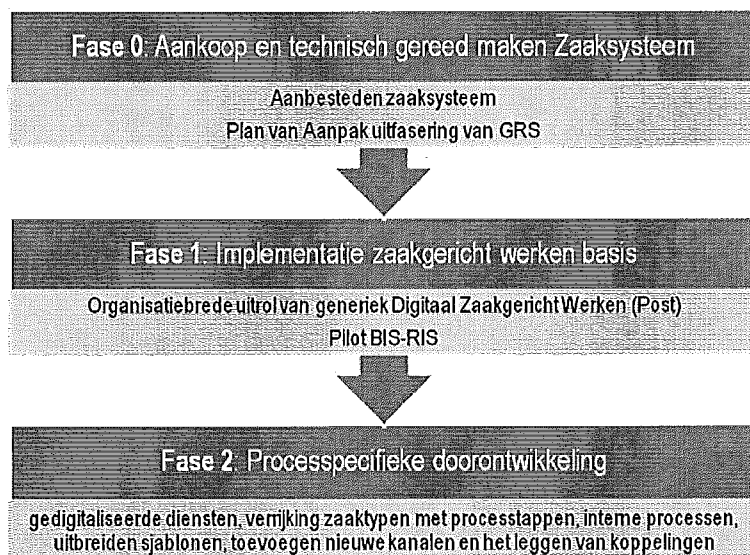 Fase 0: Aankoop en technisch gereed maken Zaaksysteem
Aanbesteden zaaksysteem
Plan van Aanpak uitfasering van GRS
Fase 1: Implementatie zaakgericht werken basis
Organisatiebrede uitrol van generiek Digitaal Zaakgericht Werken (Post)
Pilot BIS-RIS
Fase 2: Processpecifieke doorontwikkeling
gedigitaliseerde diensten, verrijking zaaktypen met processtappen, interne processen,
uitbreiden sjablonen, toevoegen nieuwe kanalen en het leggen van koppelingen